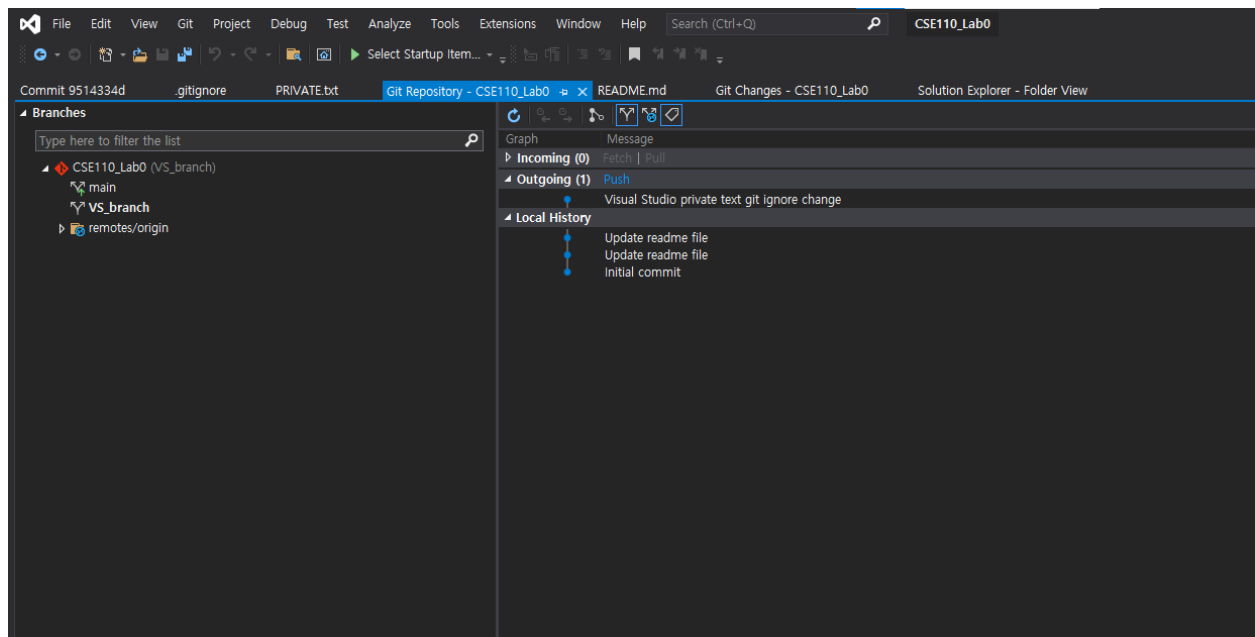 File Edit View Git Project Debug Test Analyze Tools Extensions Window Help Search (Ctrl+Q) CSE110_Lab0
Select Startup Item...
Commit 9514334d .gitignore PRIVATE.txt Git Repository - CSE110_Lab0 README.md Git Changes - CSE110_Lab0 Solution Explorer - Folder View
Branches
Type here to filter the list
CSE110_Lab0 (VS_branch)
main
VS_branch
remotes/origin
Graph Message
Incoming (0) Fetch | Pull
Outgoing (1) Push
Visual Studio private text git ignore change
Local History
Update readme file
Update readme file
Initial commit